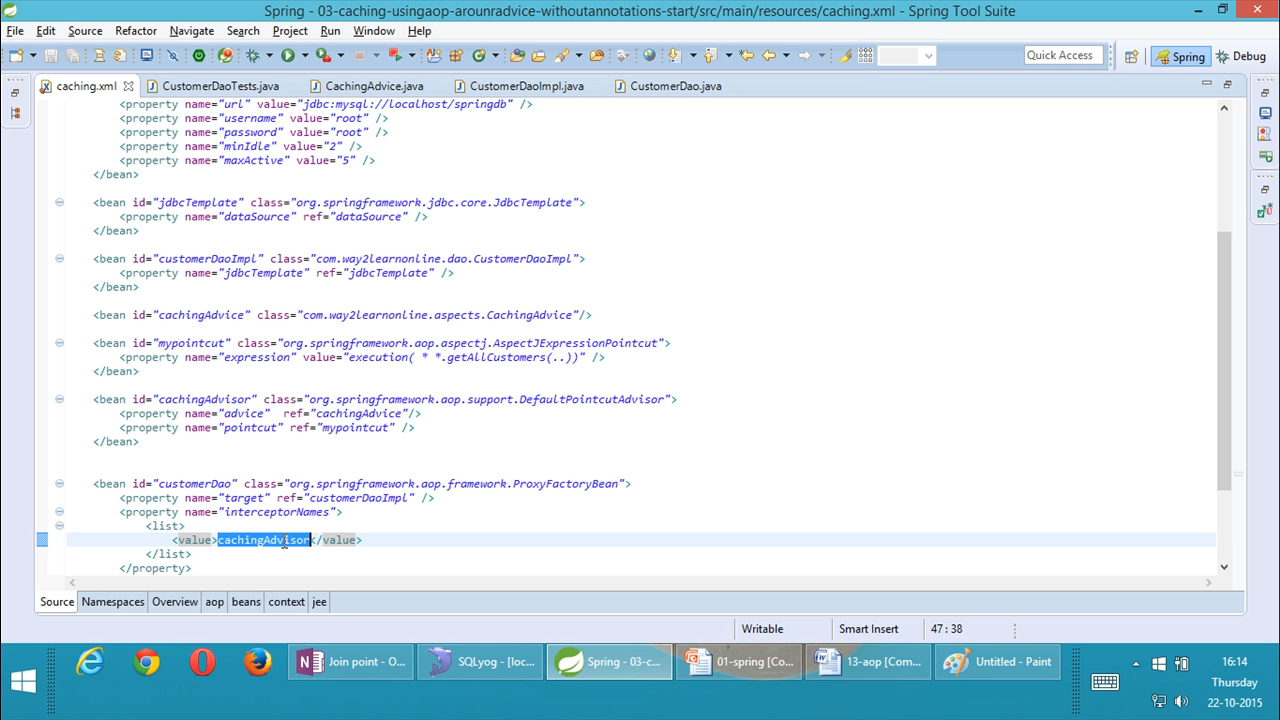 Spring - 03-caching-usingaop-arounradvice-withoutannotations-start/src/main/resources/caching.xml - Spring Tool Suite
File Edit Source Refactor Navigate Search Project Run Window Help
Quick Access Spring Debug
caching.xml CustomerDaoTests.java CachingAdvice.java CustomerDaoImpl.java CustomerDao.java
<property name="url" value="jdbc:mysql://localhost/springdb" />
<property name="username" value="root" />
<property name="password" value="root" />
<property name="minIdle" value="2" />
<property name="maxActive" value="5" />
</bean>
<bean id="jdbcTemplate" class="org.springframework.jdbc.core.JdbcTemplate">
<property name="dataSource" ref="dataSource" />
</bean>
<bean id="customerDaoImpl" class="com.way2learnonline.dao.CustomerDaoImpl">
<property name="jdbcTemplate" ref="jdbcTemplate" />
</bean>
<bean id="cachingAdvice" class="com.way2learnonline.aspects.CachingAdvice"/>
<bean id="mypointcut" class="org.springframework.aop.aspectj.AspectJExpressionPointcut">
<property name="expression" value="execution( * *.getAllCustomers(..))" />
</bean>
<bean id="cachingAdvisor" class="org.springframework.aop.support.DefaultPointcutAdvisor">
<property name="advice" ref="cachingAdvice"/>
<property name="pointcut" ref="mypointcut" />
</bean>
<bean id="customerDao" class="org.springframework.aop.framework.ProxyFactoryBean">
<property name="target" ref="customerDaoImpl" />
<property name="interceptorNames">
<list>
<value>cachingAdvisor</value>
</list>
</property>
Source Namespaces Overview aop beans context jee
Writable Smart Insert 47 : 38
Join point - O... SQLyog - [loc... Spring - 03-c... 01-spring [Co... 13-aop [Com... Untitled - Paint
16:14
Thursday
22-10-2015